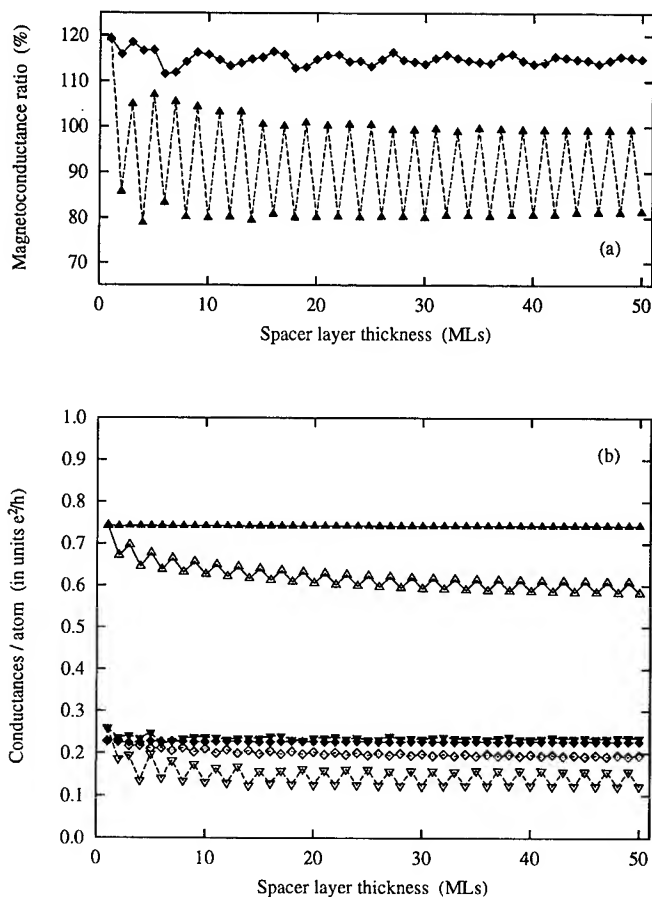 120
110
100
90
80
70
Magnetoconductance ratio (%)
(a)
0 10 20 30 40 50
Spacer layer thickness (MLs)
1.0
0.9
0.8
0.7
0.6
0.5
0.4
0.3
0.2
0.1
0.0
Conductances / atom (in units e²/h)
(b)
0 10 20 30 40 50
Spacer layer thickness (MLs)